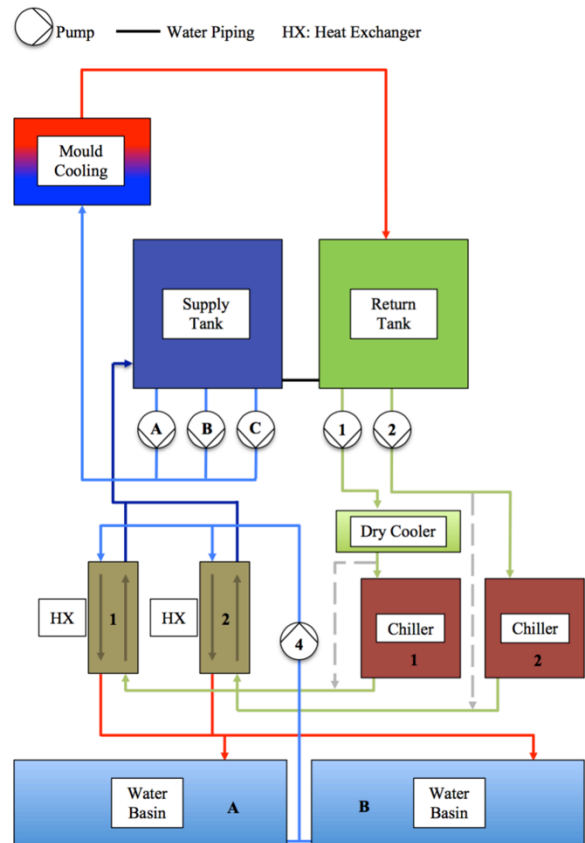 Pump Water Piping HX: Heat Exchanger
Mould
Cooling
Supply
Tank
Return
Tank
A B C 1 2
Dry Cooler
HX 1 HX 2 4
Chiller
1
Chiller
2
Water
Basin
A
B
Water
Basin